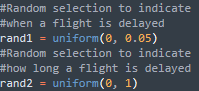 #Random selection to indicate
#when a flight is delayed
rand1 = uniform(0, 0.05)
#Random selection to indicate
#how long a flight is delayed
rand2 = uniform(0, 1)